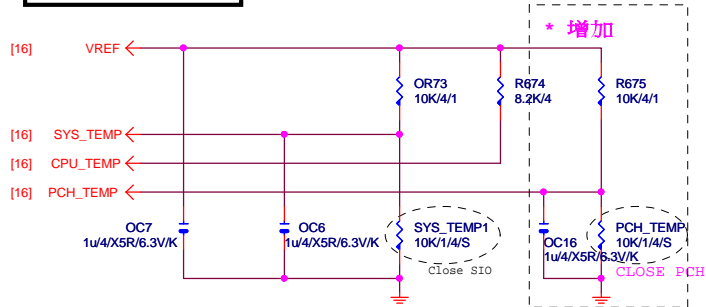 * 增加
[16] VREF
OR73
10K/4/1
R674
8.2K/4
R675
10K/4/1
[16] SYS_TEMP
[16] CPU_TEMP
[16] PCH_TEMP
OC7
1u/4/X5R/6.3V/K
OC6
1u/4/X5R/6.3V/K
SYS_TEMP1
10K/1/4/S
Close SIO
OC16
1u/4/X5R/6.3V/K
PCH_TEMP
10K/1/4/S
CLOSE PCH